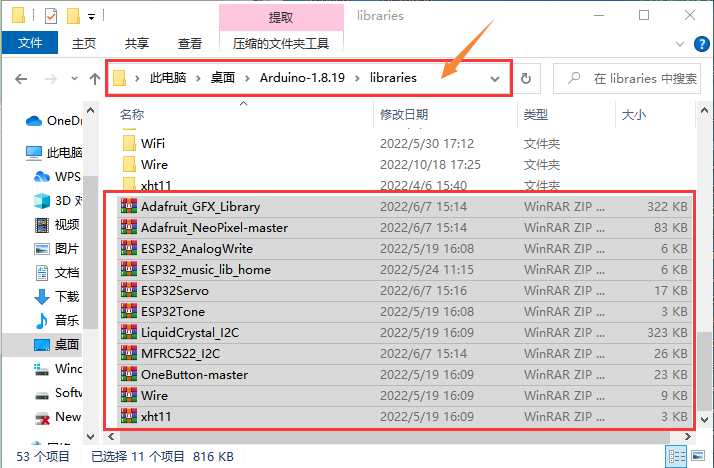 提取
libraries
文件
主页
共享
查看
压缩的文件夹工具
此电脑
桌面
Arduino-1.8.19
libraries
在 libraries 中搜索
名称
修改日期
类型
大小
OneDr
此电脑
WPS
3D 对
视频
图片
文档
下载
音乐
桌面
Wind
Softw
New
WiFi 2022/5/30 17:12 文件夹
Wire 2022/10/18 17:25 文件夹
xht11 2022/4/6 15:40 文件夹
Adafruit_GFX_Library 2022/6/7 15:14 WinRAR ZIP ... 322 KB
Adafruit_NeoPixel-master 2022/6/7 15:14 WinRAR ZIP ... 83 KB
ESP32_AnalogWrite 2022/5/19 16:08 WinRAR ZIP ... 6 KB
ESP32_music_lib_home 2022/5/24 11:15 WinRAR ZIP ... 6 KB
ESP32Servo 2022/6/7 15:16 WinRAR ZIP ... 17 KB
ESP32Tone 2022/5/19 16:08 WinRAR ZIP ... 3 KB
LiquidCrystal_I2C 2022/5/19 16:09 WinRAR ZIP ... 323 KB
MFRC522_I2C 2022/6/7 15:14 WinRAR ZIP ... 26 KB
OneButton-master 2022/5/19 16:09 WinRAR ZIP ... 23 KB
Wire 2022/5/19 16:09 WinRAR ZIP ... 9 KB
xht11 2022/5/19 16:09 WinRAR ZIP ... 3 KB
53 个项目
已选择 11 个项目 816 KB